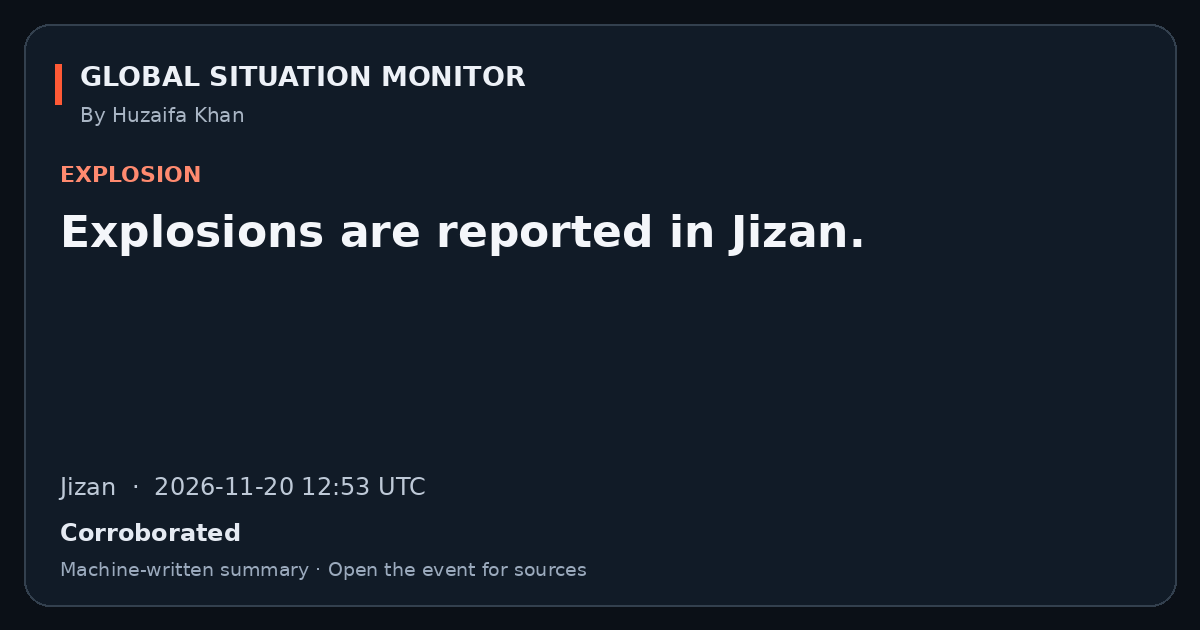 GLOBAL SITUATION MONITOR
By Huzaifa Khan
EXPLOSION
Explosions are reported in Jizan.
Jizan · 2026-11-20 12:53 UTC
Corroborated
Machine-written summary · Open the event for sources